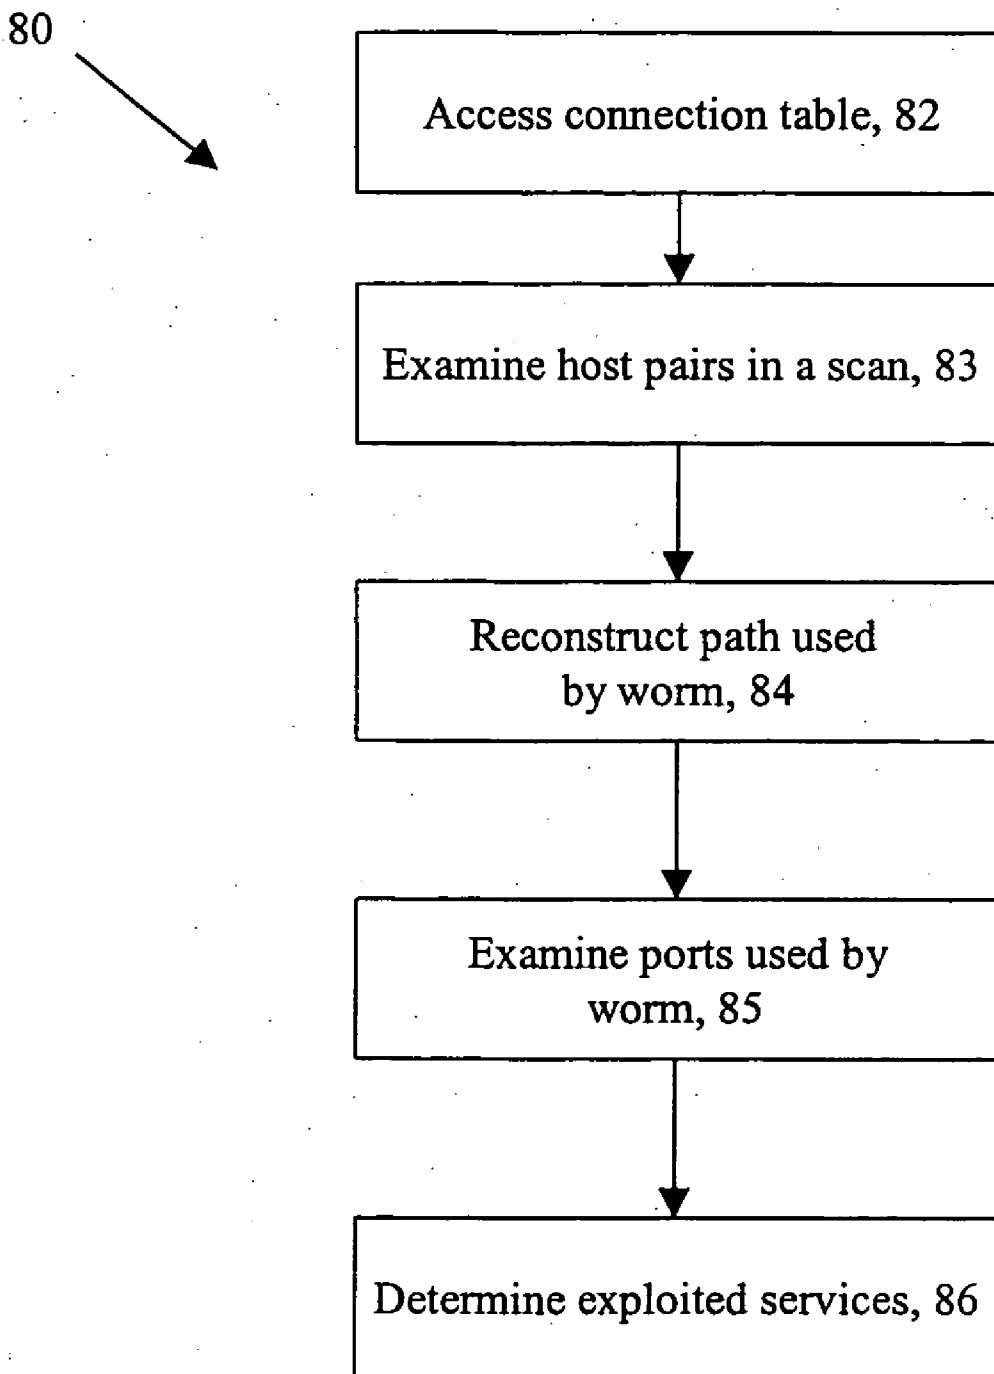 80
Access connection table, 82
Examine host pairs in a scan, 83
Reconstruct path used
by worm, 84
Examine ports used by
worm, 85
Determine exploited services, 86